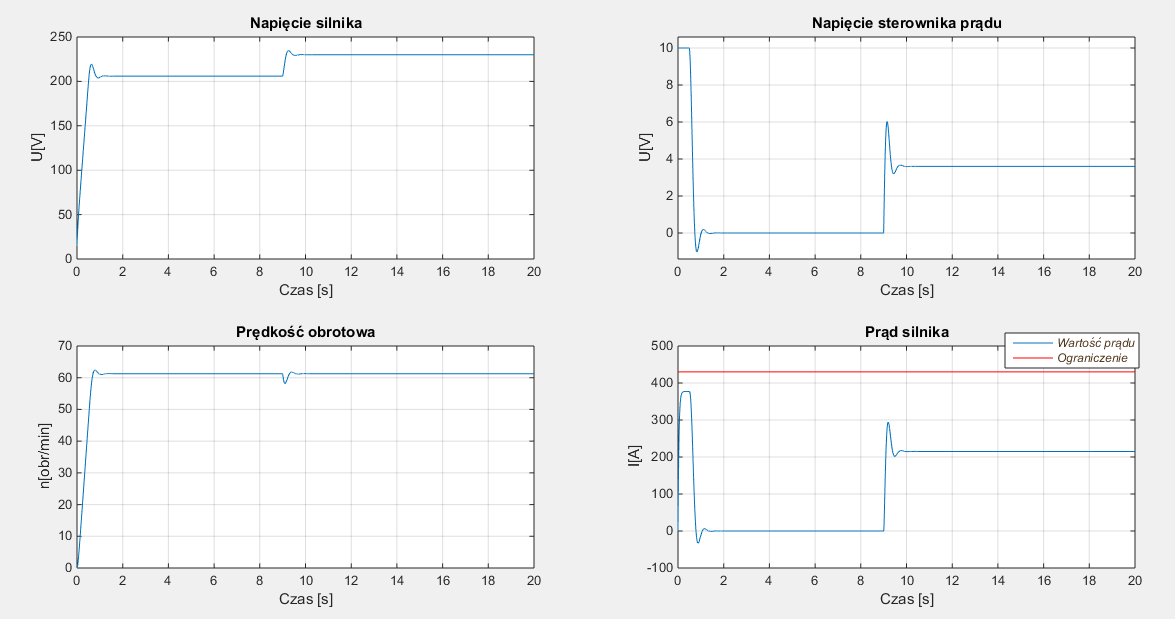 Napięcie silnika
250
200
150
100
50
0
U[V]
0 2 4 6 8 10 12 14 16 18 20
Czas [s]
Napięcie sterownika prądu
10
8
6
4
2
0
U[V]
0 2 4 6 8 10 12 14 16 18 20
Czas [s]
Prędkość obrotowa
70
60
50
40
30
20
10
0
n[obr/min]
0 2 4 6 8 10 12 14 16 18 20
Czas [s]
Prąd silnika
Wartość prądu
Ograniczenie
500
400
300
200
100
0
-100
I[A]
0 2 4 6 8 10 12 14 16 18 20
Czas [s]